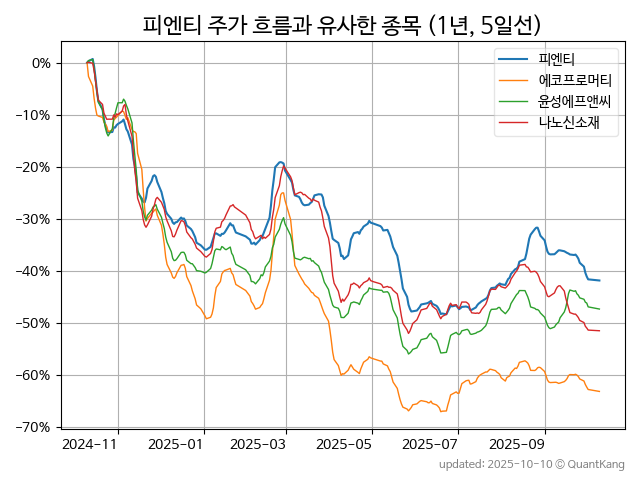 피엔티 주가 흐름과 유사한 종목 (1년, 5일선)
피엔티
에코프로머티
윤성에프앤씨
나노신소재
0%
−10%
−20%
−30%
−40%
−50%
−60%
−70%
2024-11 2025-01 2025-03 2025-05 2025-07 2025-09
updated: 2025-10-10 © QuantKang